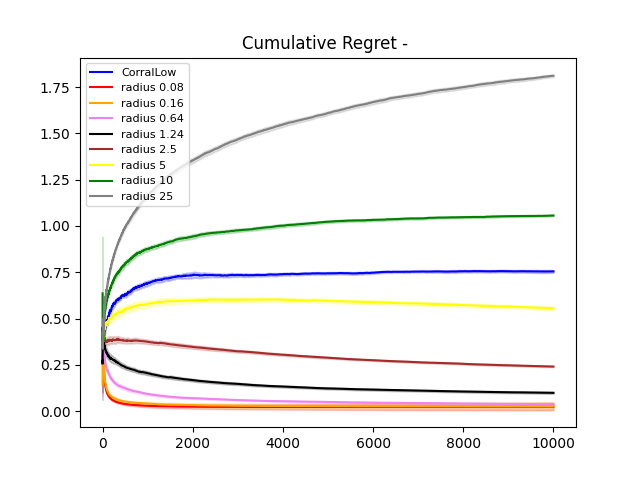 Cumulative Regret -
1.75
1.50
1.25
1.00
0.75
0.50
0.25
0.00
CorralLow
radius 0.08
radius 0.16
radius 0.64
radius 1.24
radius 2.5
radius 5
radius 10
radius 25
0 2000 4000 6000 8000 10000